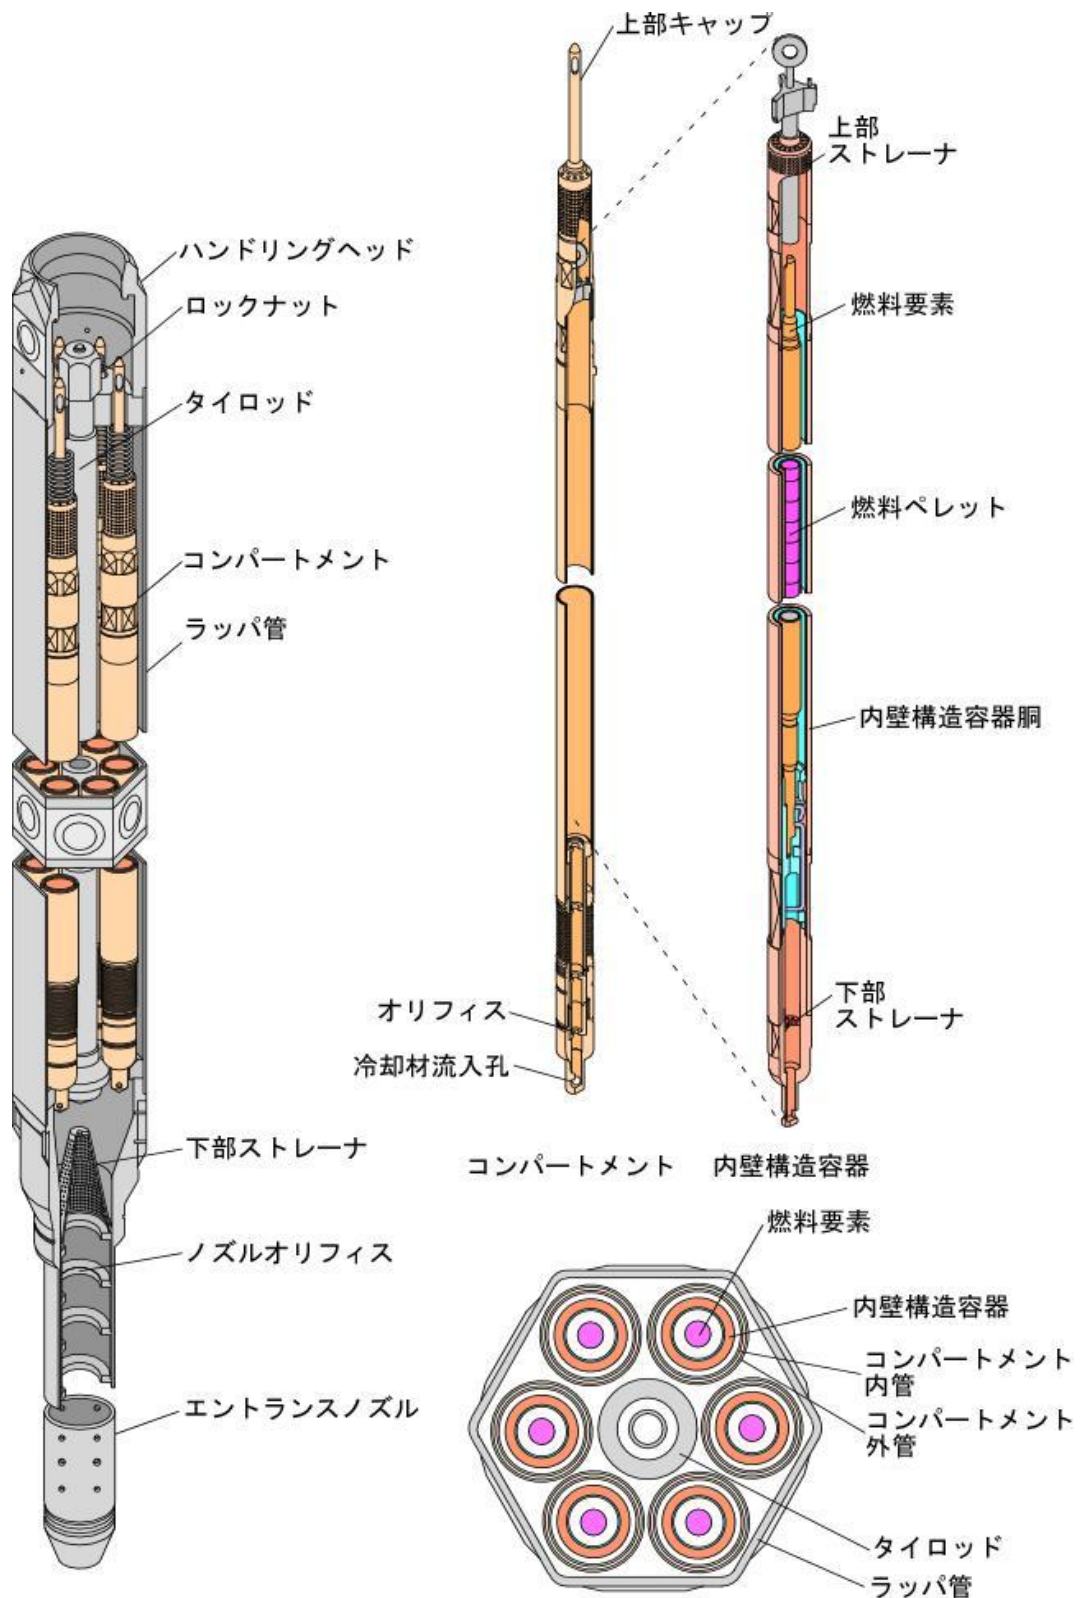 上部キャップ
上部
ストレーナ
ハンドリングヘッド
ロックナット
燃料要素
タイロッド
燃料ペレット
コンパートメント
ラッパ管
内壁構造容器胴
オリフィス
下部
ストレーナ
冷却材流入孔
下部ストレーナ
コンパートメント
内壁構造容器
燃料要素
ノズルオリフィス
内壁構造容器
コンパートメント
内管
エントランスノズル
コンパートメント
外管
タイロッド
ラッパ管